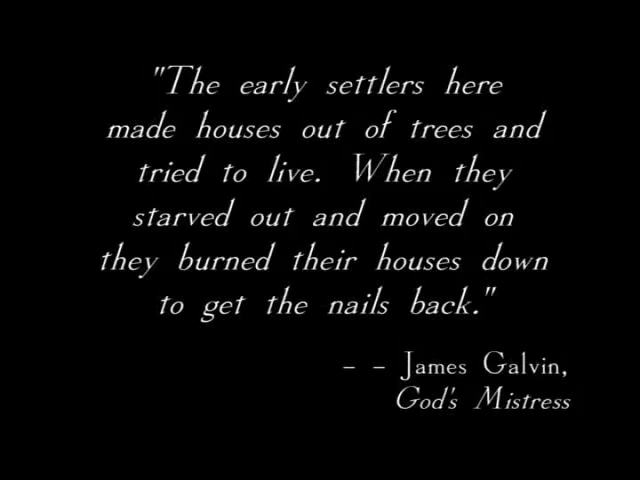 "The early settlers here
made houses out of trees and
tried to live. When they
starved out and moved on
they burned their houses down
to get the nails back."
- - James Galvin,
God's Mistress